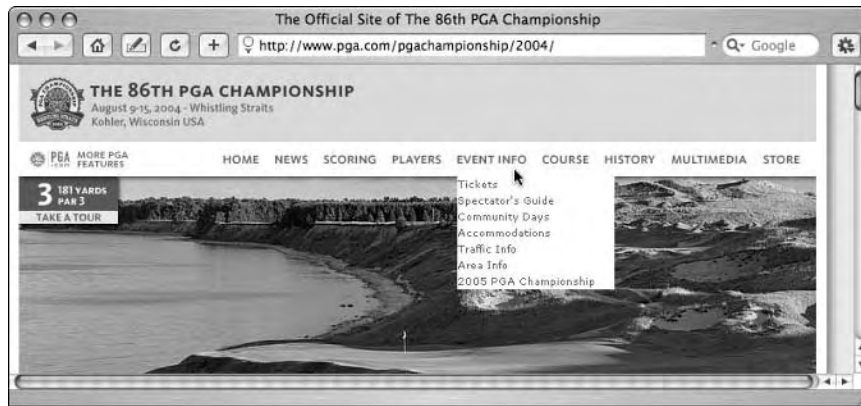 The Official Site of The 86th PGA Championship
http://www.pga.com/pgachampionship/2004/
Google
THE 86TH PGA CHAMPIONSHIP
August 9-15, 2004 - Whistling Straits
Kohler, Wisconsin USA
PGA .com MORE PGA FEATURES
HOME NEWS SCORING PLAYERS EVENT INFO COURSE HISTORY MULTIMEDIA STORE
3 181 YARDS PAR 3
TAKE A TOUR
Tickets
Spectator's Guide
Community Days
Accommodations
Traffic Info
Area Info
2005 PGA Championship